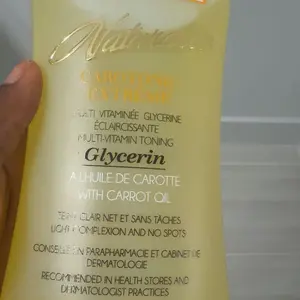 MULTI VITAMINÉE GLYCERINE
ÉCLAIRCISSANTE
MULTI-VITAMIN TONING
Glycerin
A L'HUILE DE CAROTTE
WITH CARROT OIL
TEINT CLAIR NET ET SANS TÂCHES
LIGHT COMPLEXION AND NO SPOTS
CONSEILLÉ EN PARAPHARMACIE ET CABINET DE
DERMATOLOGIE
RECOMMENDED IN HEALTH STORES AND
DERMATOLOGIST PRACTICES